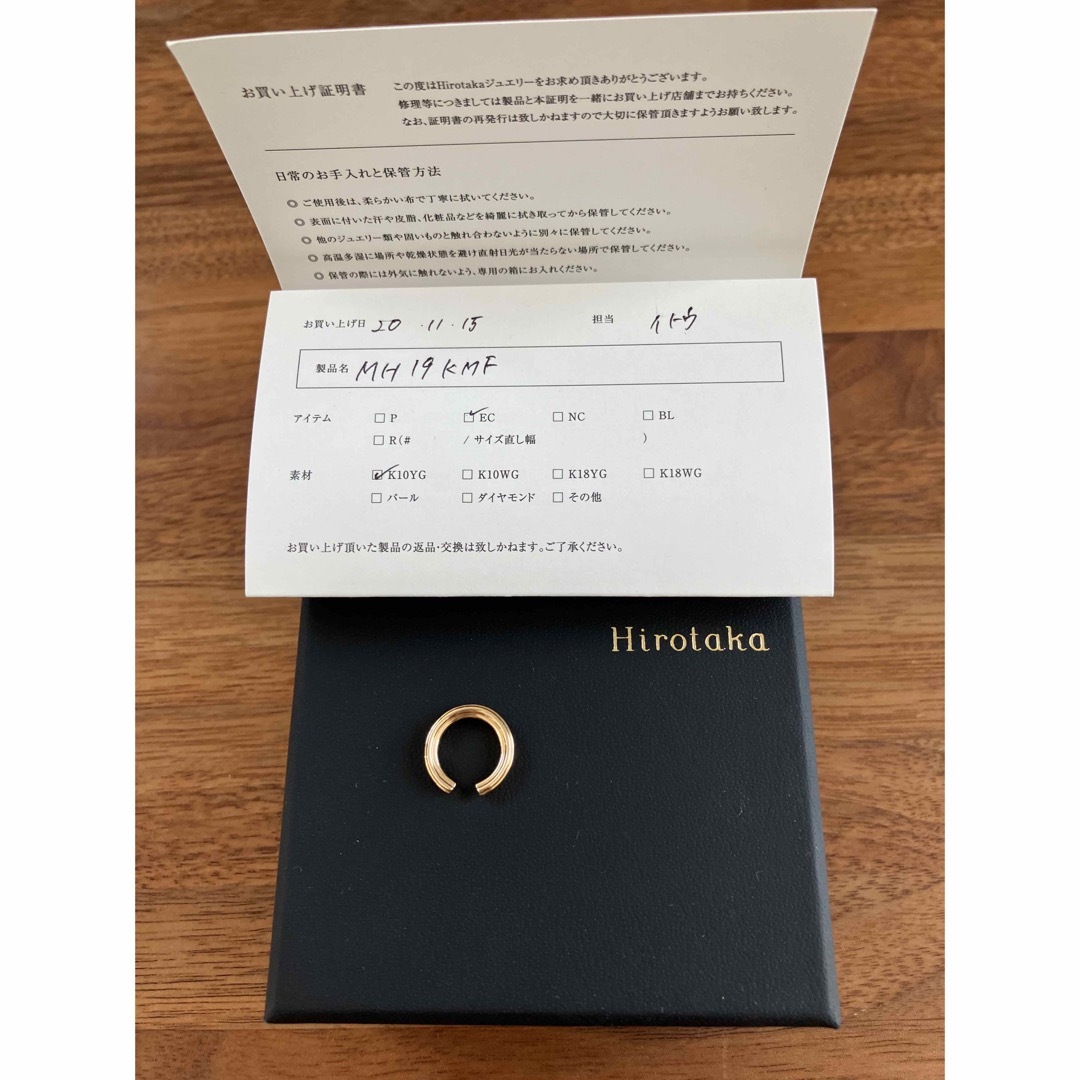 お買い上げ証明書
この度はHirotakaジュエリーをお求め頂きありがとうございます。
修理等につきましては製品と本証明を一緒にお買い上げ店舗までお持ちください。
なお、証明書の再発行は致しかねますので大切に保管頂きますようお願い致します。
日常のお手入れと保管方法
◎ ご使用後は、柔らかい布で丁寧に拭いてください。
◎ 表面に付いた汗や皮脂、化粧品などを綺麗に拭き取ってから保管してください。
◎ 他のジュエリー類や固いものと触れ合わないように別々に保管してください。
◎ 高温多湿に場所や乾燥状態を避け直射日光が当たらない場所で保管してください。
◎ 保管の際には外気に触れないよう、専用の箱にお入れください。
お買い上げ日 20 . 11 . 15 担当 イトウ
製品名 MH19KMF
アイテム □ P ☑ EC □ NC □ BL
□ R(# / サイズ直し幅 )
素材 ☑ K10YG □ K10WG □ K18YG □ K18WG
□ パール □ ダイヤモンド □ その他
お買い上げ頂いた製品の返品・交換は致しかねます。ご了承ください。
Hirotaka